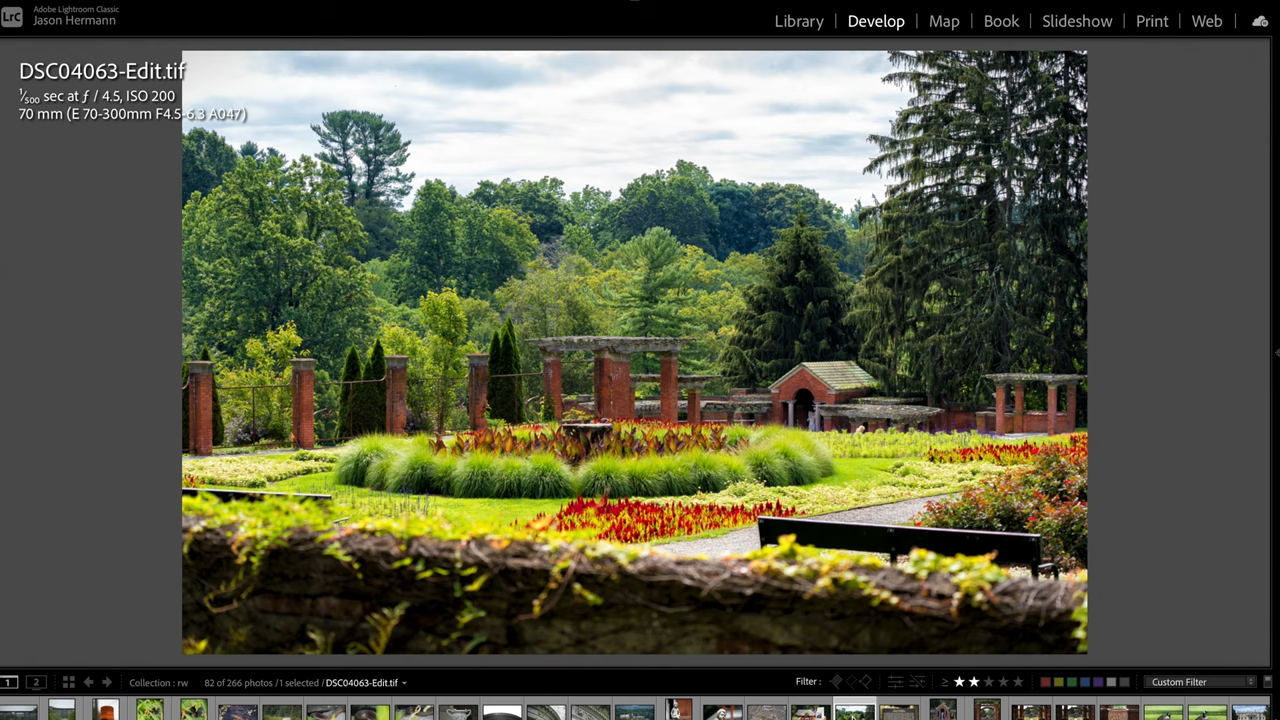 LrC
Adobe Lightroom Classic
Jason Hermann
Library | Develop | Map | Book | Slideshow | Print | Web
DSC04063-Edit.tif
1/500 sec at ƒ / 4.5, ISO 200
70 mm (E 70-300mm F4.5-6.3 A047)
1 2 Collection : rw 82 of 266 photos / 1 selected / DSC04063-Edit.tif Filter : ≥ Custom Filter